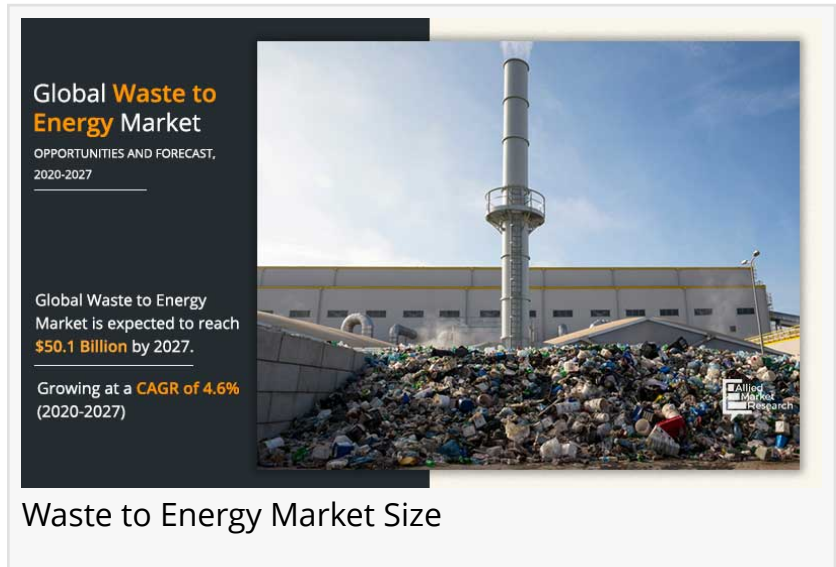 Global Waste to
Energy Market
OPPORTUNITIES AND FORECAST,
2020-2027
Global Waste to Energy
Market is expected to reach
$50.1 Billion by 2027.
Growing at a CAGR of 4.6%
(2020-2027)
Allied
Market
Research
Waste to Energy Market Size